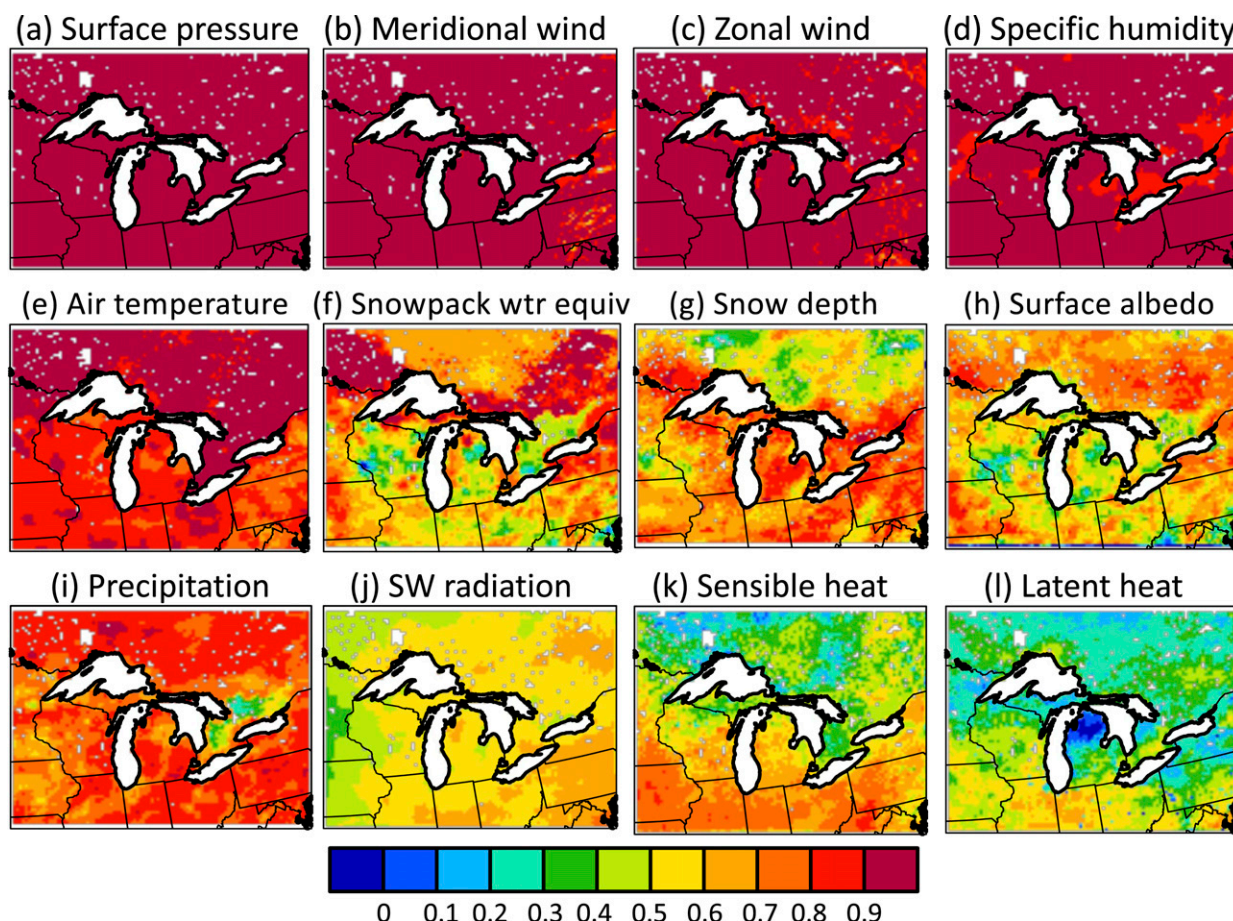 (a) Surface pressure (b) Meridional wind (c) Zonal wind (d) Specific humidity
(e) Air temperature (f) Snowpack wtr equiv (g) Snow depth (h) Surface albedo
(i) Precipitation (j) SW radiation (k) Sensible heat (l) Latent heat
0 0.1 0.2 0.3 0.4 0.5 0.6 0.7 0.8 0.9